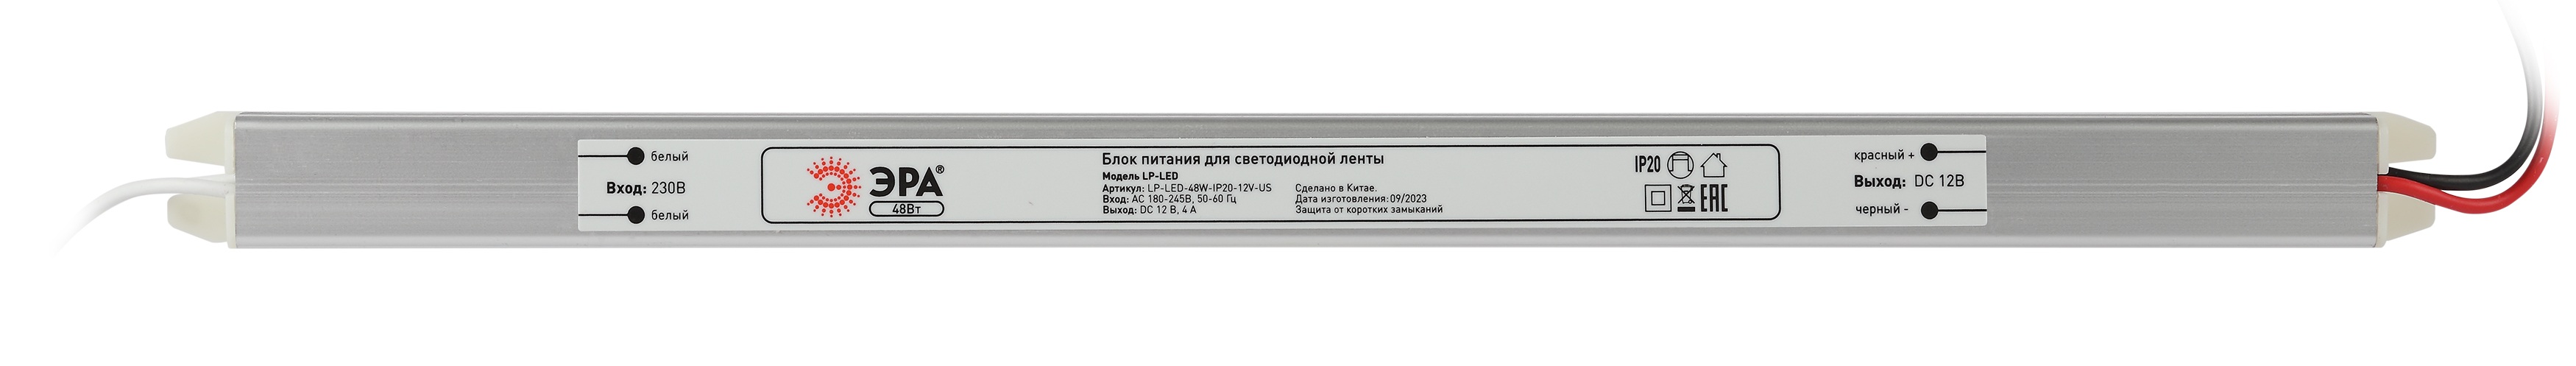 белый
Вход: 230В
белый
ЭРА®
48Вт
Блок питания для светодиодной ленты
Модель LP-LED
Артикул: LP-LED-48W-IP20-12V-US
Вход: AC 180-245В, 50-60 Гц
Выход: DC 12 В, 4 А
Сделано в Китае.
Дата изготовления: 09/2023
Защита от коротких замыканий
IP20
EAC
красный +
Выход: DC 12В
черный -